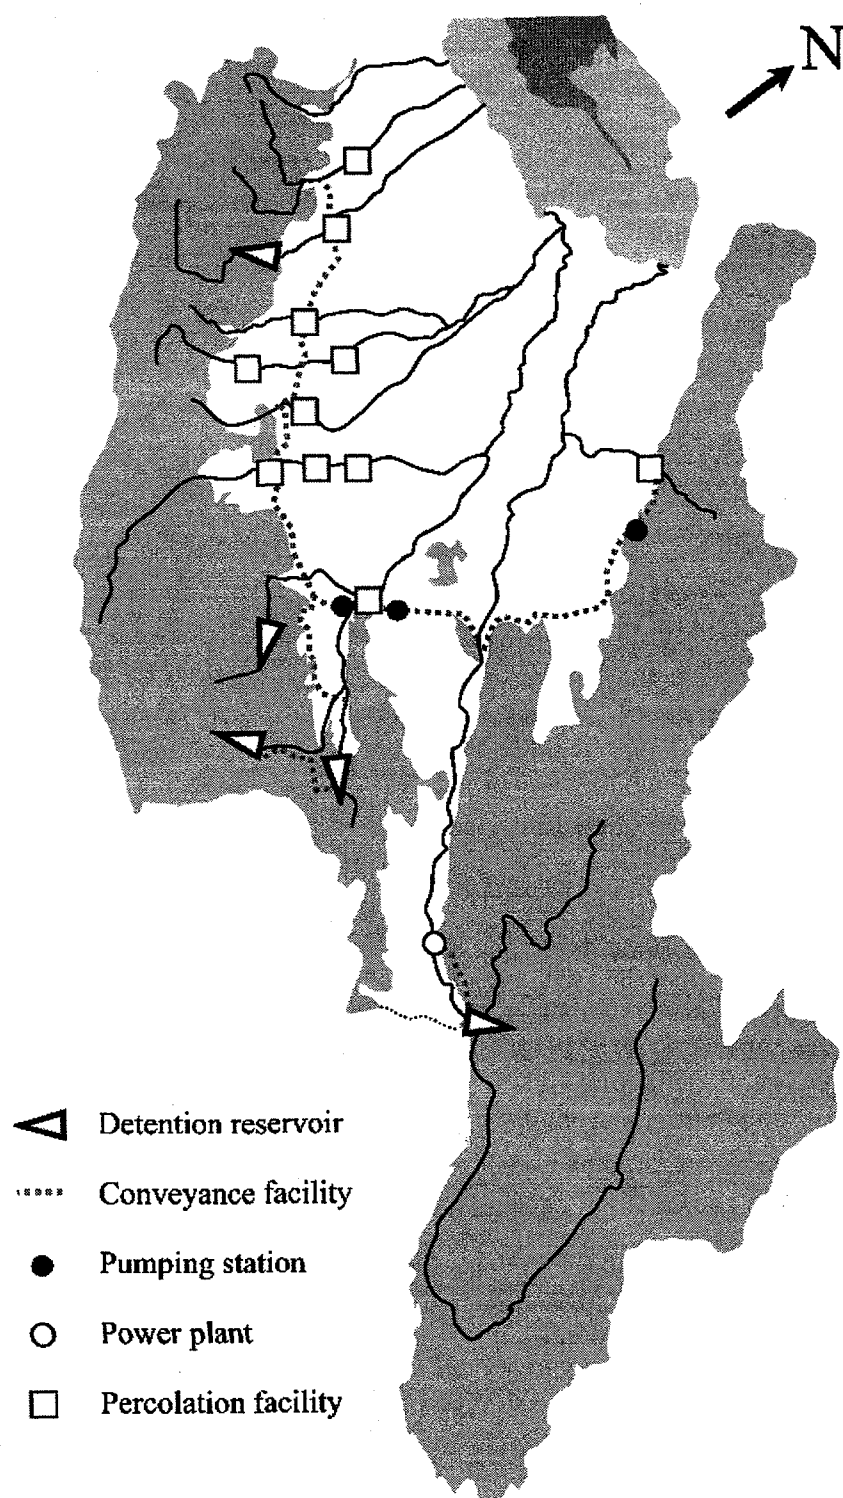 N
Detention reservoir
Conveyance facility
Pumping station
Power plant
Percolation facility